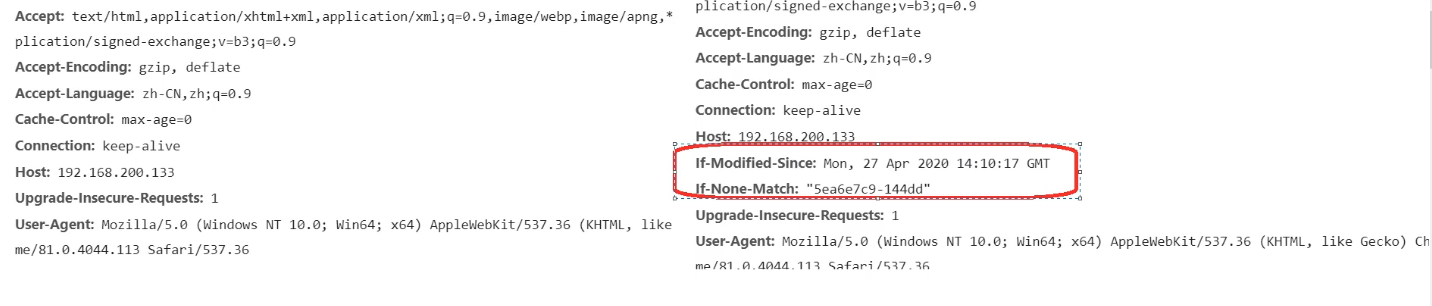 Accept: text/html,application/xhtml+xml,application/xml;q=0.9,image/webp,image/apng,*
plication/signed-exchange;v=b3;q=0.9
Accept-Encoding: gzip, deflate
Accept-Language: zh-CN,zh;q=0.9
Cache-Control: max-age=0
Connection: keep-alive
Host: 192.168.200.133
Upgrade-Insecure-Requests: 1
User-Agent: Mozilla/5.0 (Windows NT 10.0; Win64; x64) AppleWebKit/537.36 (KHTML, like
me/81.0.4044.113 Safari/537.36
plication/signed-exchange;v=b3;q=0.9
Accept-Encoding: gzip, deflate
Accept-Language: zh-CN,zh;q=0.9
Cache-Control: max-age=0
Connection: keep-alive
Host: 192.168.200.133
If-Modified-Since: Mon, 27 Apr 2020 14:10:17 GMT
If-None-Match: "5ea6e7c9-144dd"
Upgrade-Insecure-Requests: 1
User-Agent: Mozilla/5.0 (Windows NT 10.0; Win64; x64) AppleWebKit/537.36 (KHTML, like Gecko) Ch
me/81.0.4044.113 Safari/537.36